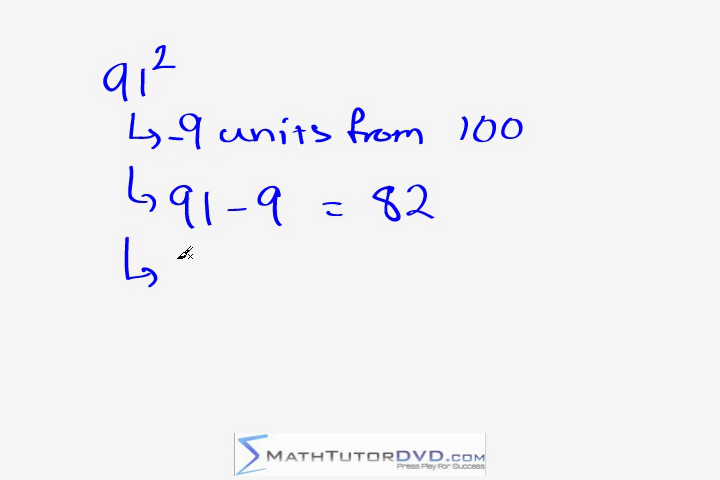 91²
↳ -9 units from 100
↳ 91 - 9 = 82
↳
MATHTUTORDVD.COM
Press Play For Success